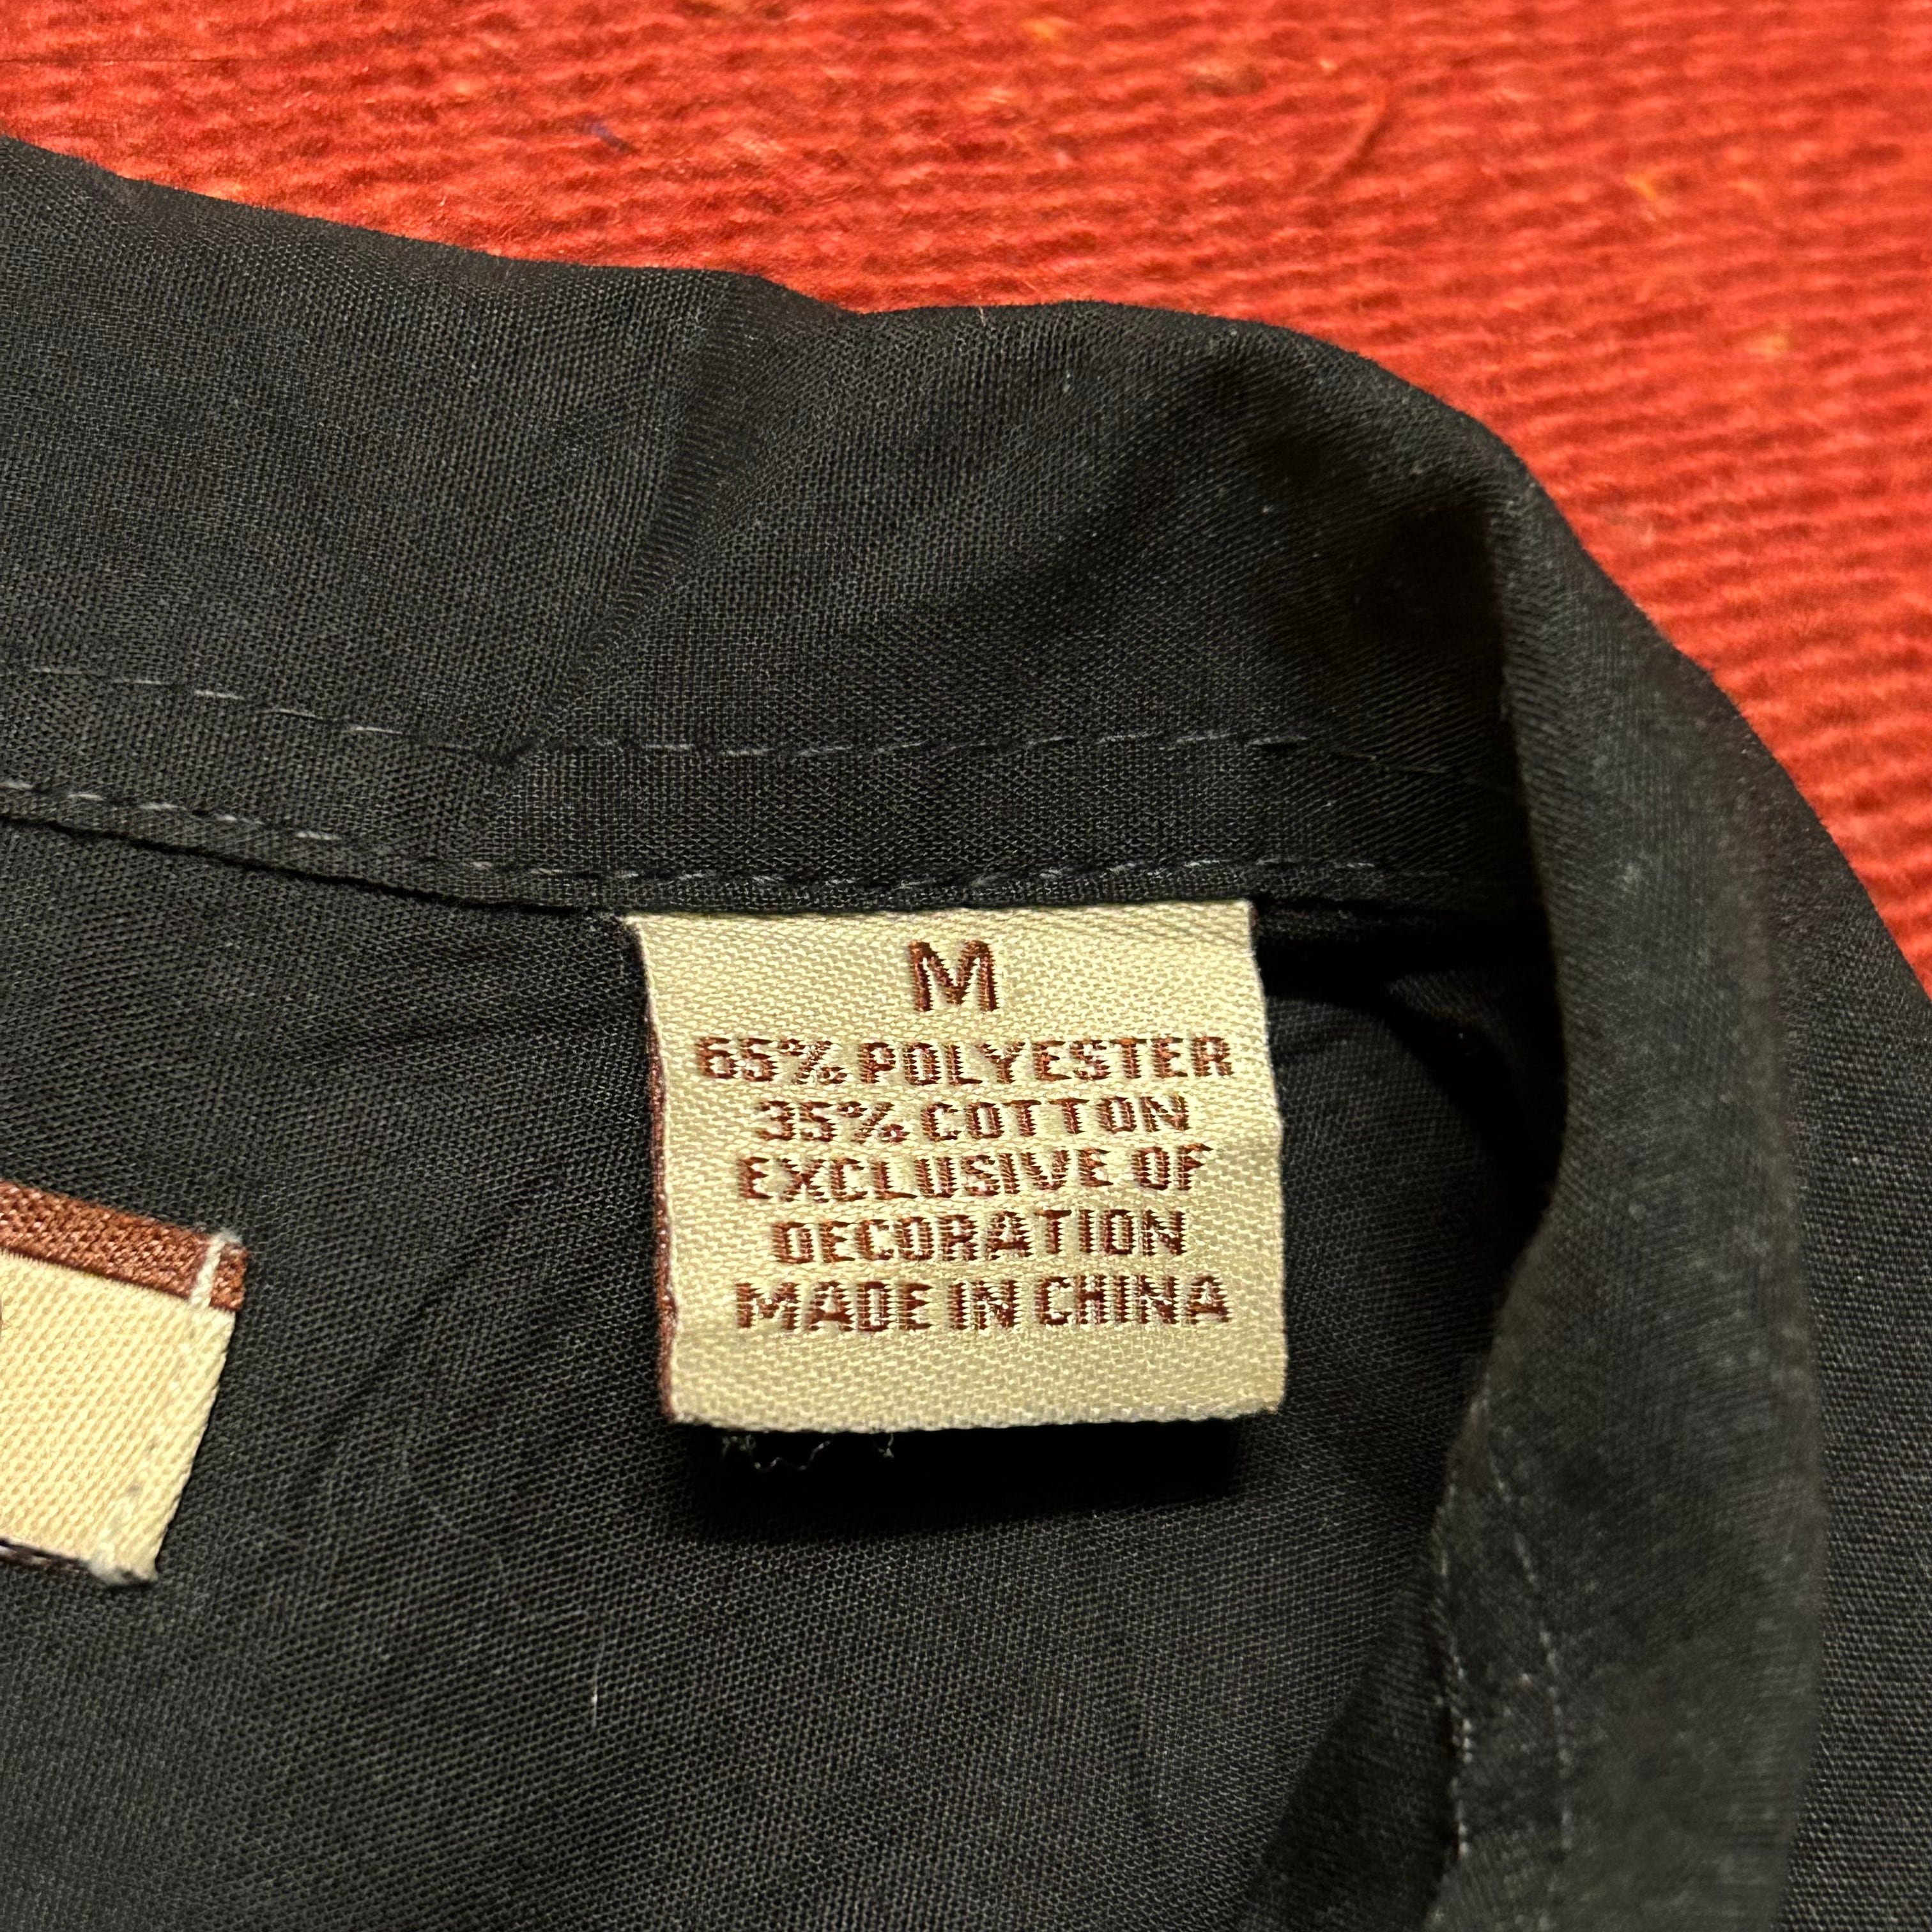 M
65% POLYESTER
35% COTTON
EXCLUSIVE OF
DECORATION
MADE IN CHINA